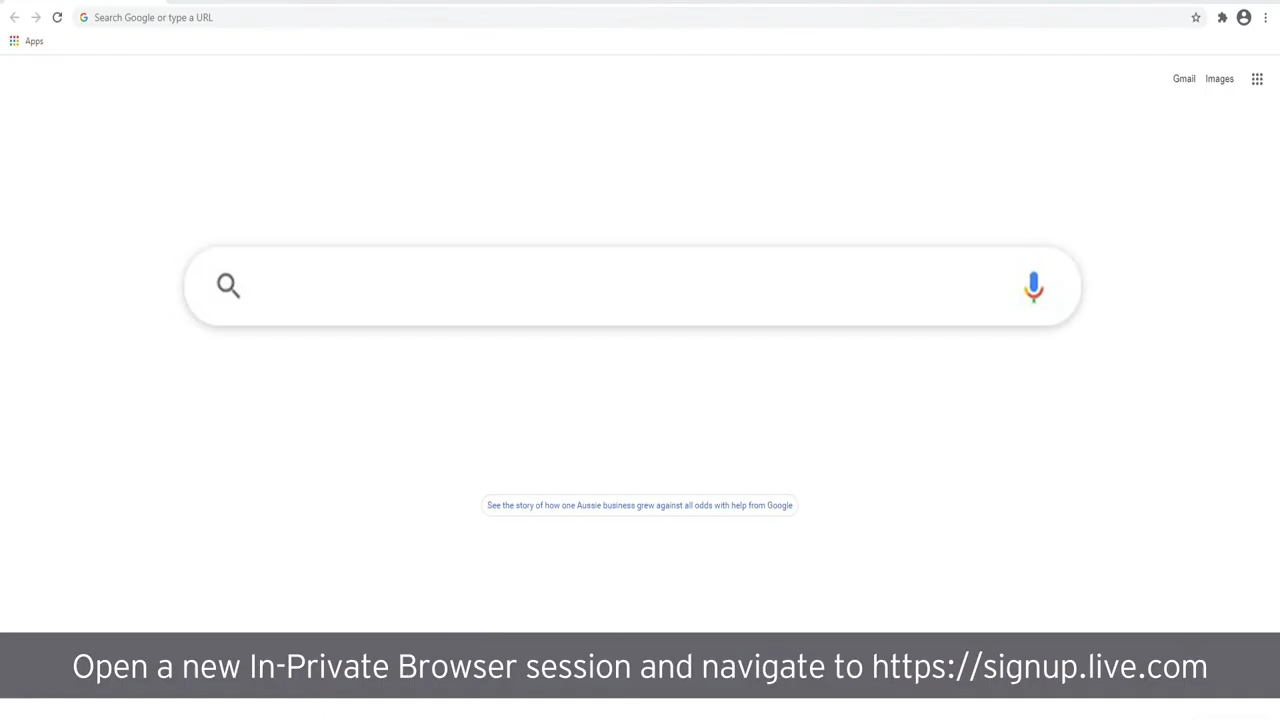 Search Google or type a URL
Apps
Gmail Images
See the story of how one Aussie business grew against all odds with help from Google
Open a new In-Private Browser session and navigate to https://signup.live.com